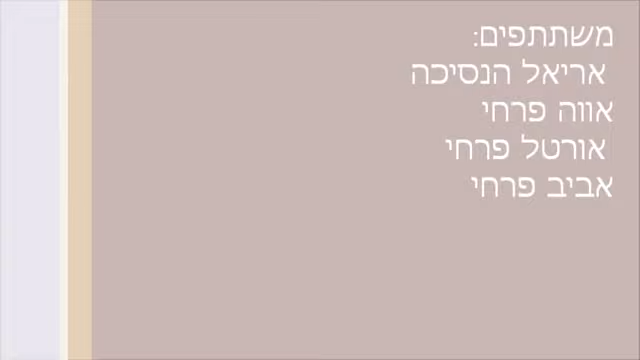 משתתפים:
אריאל הנסיכה
אווה פרחי
אורטל פרחי
אביב פרחי